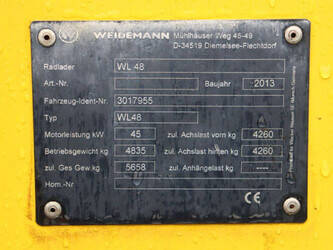 WEIDEMANN Mühlhäuser Weg 45-49
D-34519 Diemelsee-Flechtdorf
Radlader WL 48
Art.-Nr. Baujahr 2013
Fahrzeug-Ident-Nr. 3017955
Typ WL48
Motorleistung kW 45 zul. Achslast vorn kg 4260
Betriebsgewicht kg 4835 zul. Achslast hinten kg 4260
zul. Ges Gew.kg 5658 zul. Anhängelast kg ----
Hom.-Nr CE